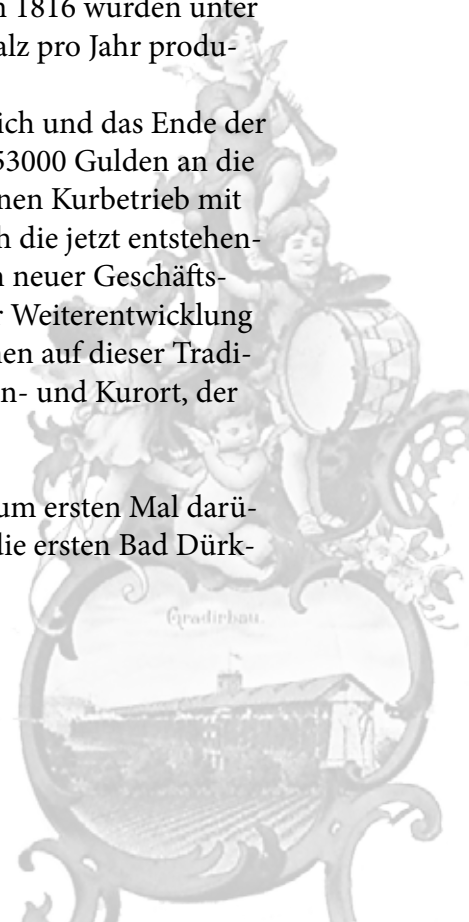 n 1816 wurden unter
alz pro Jahr produ-
ich und das Ende der
53000 Gulden an die
nen Kurbetrieb mit
h die jetzt entstehen-
n neuer Geschäfts-
r Weiterentwicklung
nen auf dieser Tradi-
n- und Kurort, der
um ersten Mal darü-
die ersten Bad Dürk-
Gradirbau.